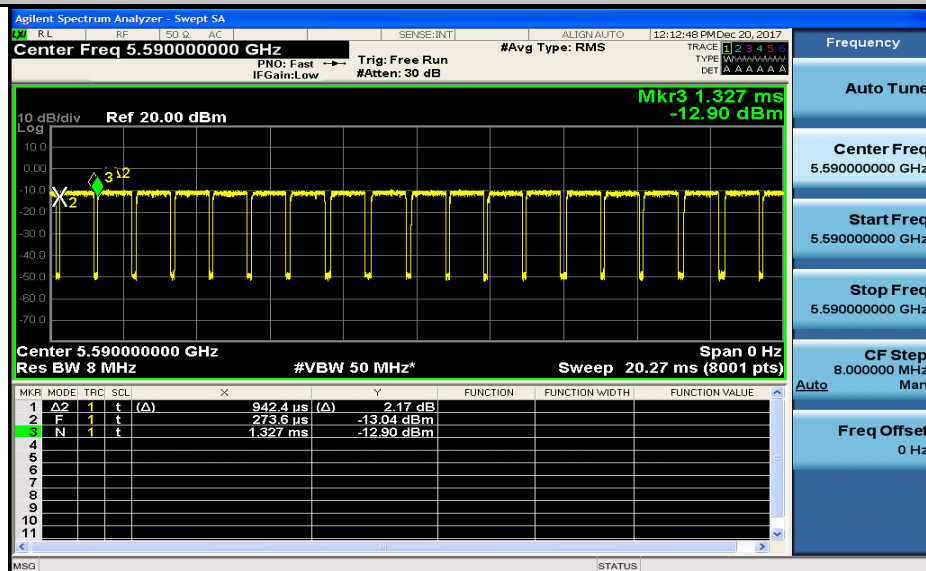 Agilent Spectrum Analyzer - Swept SA
LXI RL RF 50 Ω AC SENSE:INT ALIGN AUTO 12:12:48 PM Dec 20, 2017
Center Freq 5.590000000 GHz
PNO: Fast
IFGain:Low
Trig: Free Run
#Atten: 30 dB
#Avg Type: RMS
TRACE 1 2 3 4 5 6
TYPE W
DET A A A A A A
Mkr3 1.327 ms
-12.90 dBm
10 dB/div Ref 20.00 dBm
Log
10.0
0.00
-10.0
-20.0
-30.0
-40.0
-50.0
-60.0
-70.0
3 1Δ2
X2
Center 5.590000000 GHz Span 0 Hz
Res BW 8 MHz #VBW 50 MHz* Sweep 20.27 ms (8001 pts)
MKR MODE TRC SCL X Y FUNCTION FUNCTION WIDTH FUNCTION VALUE
1 Δ2 1 t (Δ) 942.4 µs (Δ) 2.17 dB
2 F 1 t 273.6 µs -13.04 dBm
3 N 1 t 1.327 ms -12.90 dBm
4
5
6
7
8
9
10
11
MSG STATUS
Frequency
Auto Tune
Center Freq
5.590000000 GHz
Start Freq
5.590000000 GHz
Stop Freq
5.590000000 GHz
CF Step
8.000000 MHz
Auto Man
Freq Offset
0 Hz